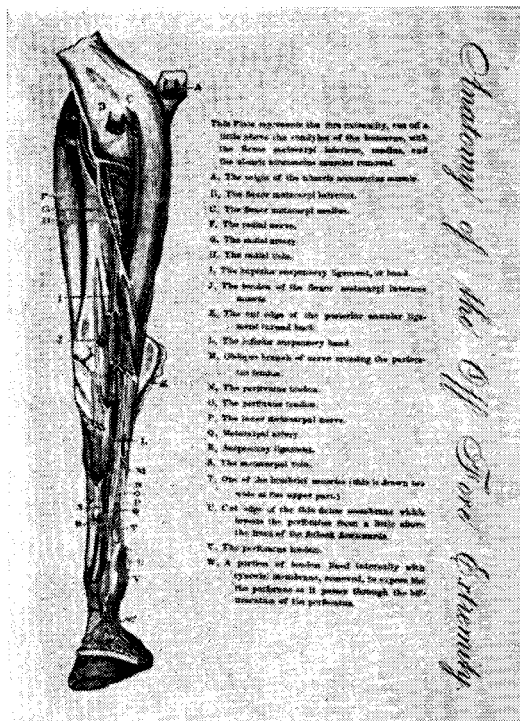 Anatomy of the Off Fore Extremity.
This Plate represents the fore extremity, cut off a
little above the condyles of the humerus, with
the flexor metacarpi internus, medius, and
the ulnaris accessorius muscles removed.
A. The origin of the ulnaris accessorius muscle.
B. The flexor metacarpi internus.
C. The flexor metacarpi medius.
F. The radial nerve.
G. The radial artery.
H. The radial vein.
I. The superior suspensory ligament, or band.
J. The tendon of the flexor metacarpi internus
muscle.
K. The cut edge of the posterior annular liga-
ment turned back.
L. The inferior suspensory band.
M. Oblique branch of nerve crossing the perfora-
tus tendon.
N. The perforatus tendon.
O. The perforans tendon.
P. The inner metacarpal nerve.
Q. Metacarpal artery.
R. Suspensory ligament.
S. The metacarpal vein.
T. One of the lumbrici muscles (this is drawn too
wide at the upper part.)
U. Cut edge of the thin dense membrane which
invests the perforatus from a little above
the
V. The perforans tendon.
W. A portion of tendon lined internally with
synovial membrane, removed, to expose the
the perforans as it passes through the bif-
urcation of the perforatus.
A
B
C
F
G
H
I
J
K
L
M